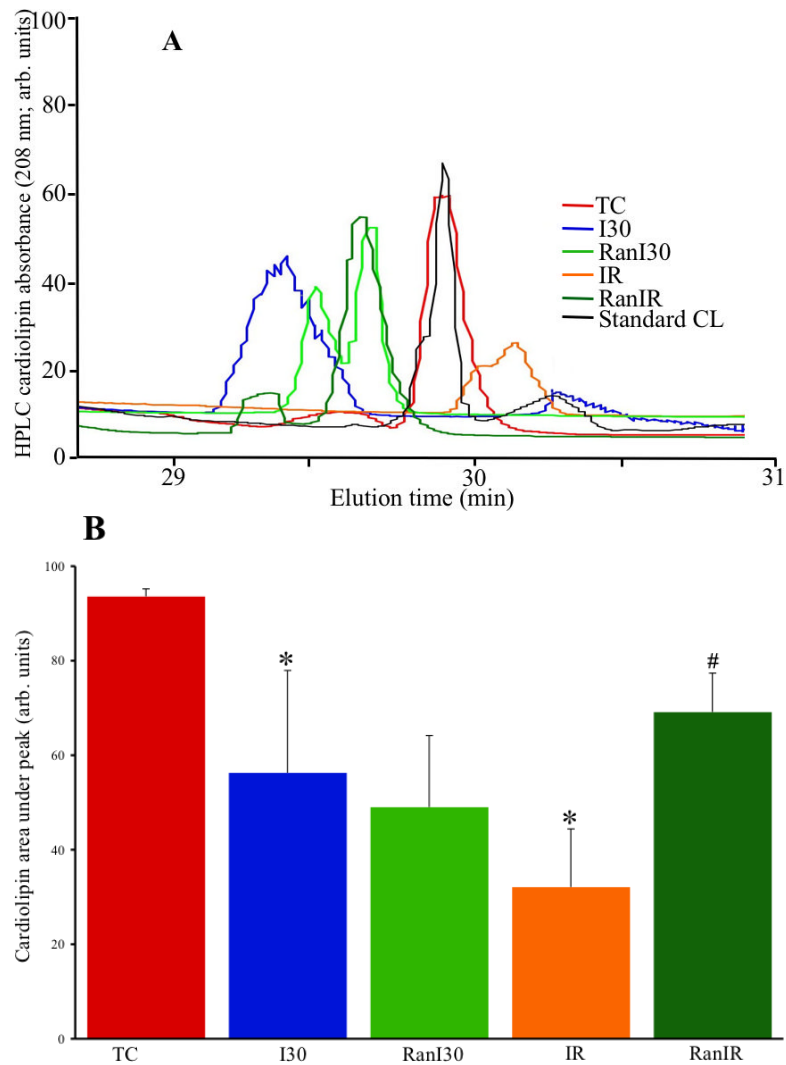 A
HPLC cardiolipin absorbance (208 nm; arb. units)
100
80
60
40
20
0
29
30
31
Elution time (min)
TC
I30
RanI30
IR
RanIR
Standard CL
B
Cardiolipin area under peak (arb. units)
100
80
60
40
20
0
*
*
#
TC
I30
RanI30
IR
RanIR